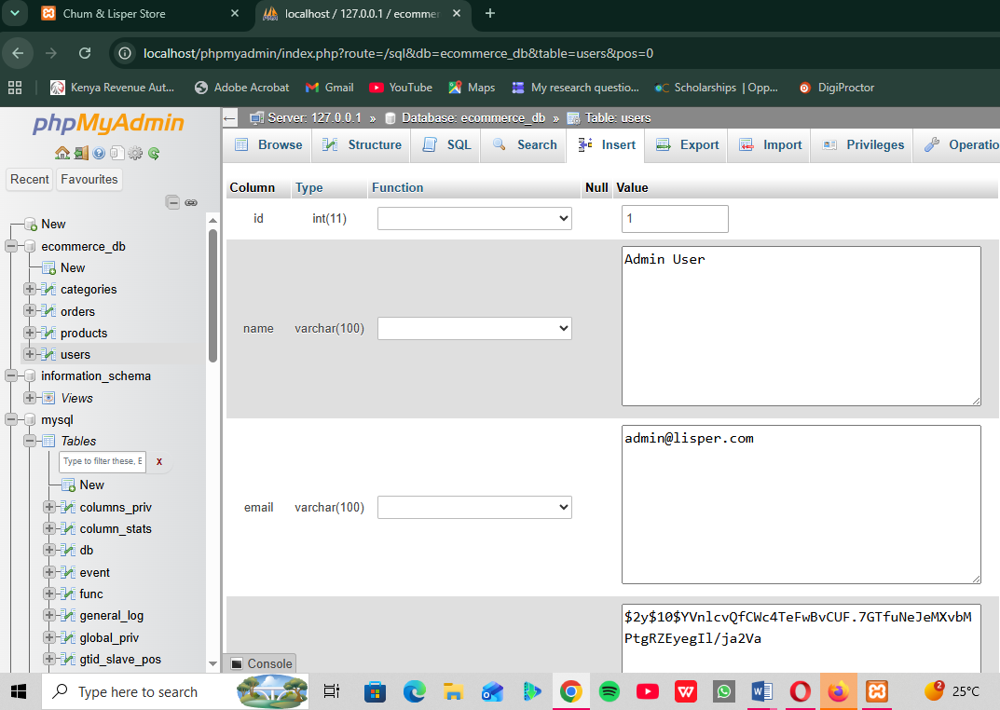 Chum & Lisper Store
localhost / 127.0.0.1 / ecommer
localhost/phpmyadmin/index.php?route=/sql&db=ecommerce_db&table=users&pos=0
Kenya Revenue Aut...
Adobe Acrobat
Gmail
YouTube
Maps
My research questio...
Scholarships | Opp...
DigiProctor
phpMyAdmin
Recent
Favourites
New
ecommerce_db
New
categories
orders
products
users
information_schema
Views
mysql
Tables
Type to filter these, E
X
New
columns_priv
column_stats
db
event
func
general_log
global_priv
gtid_slave_pos
Server: 127.0.0.1 » Database: ecommerce_db » Table: users
Browse
Structure
SQL
Search
Insert
Export
Import
Privileges
Operatio
Column Type Function Null Value
id int(11) 1
name varchar(100) Admin User
email varchar(100) admin@lisper.com
$2y$10$YVnlcvQfCWc4TeFwBvCUF.7GTfuNeJeMXvbM
PtgRZEyegIl/ja2Va
Console
Type here to search
2
25°C